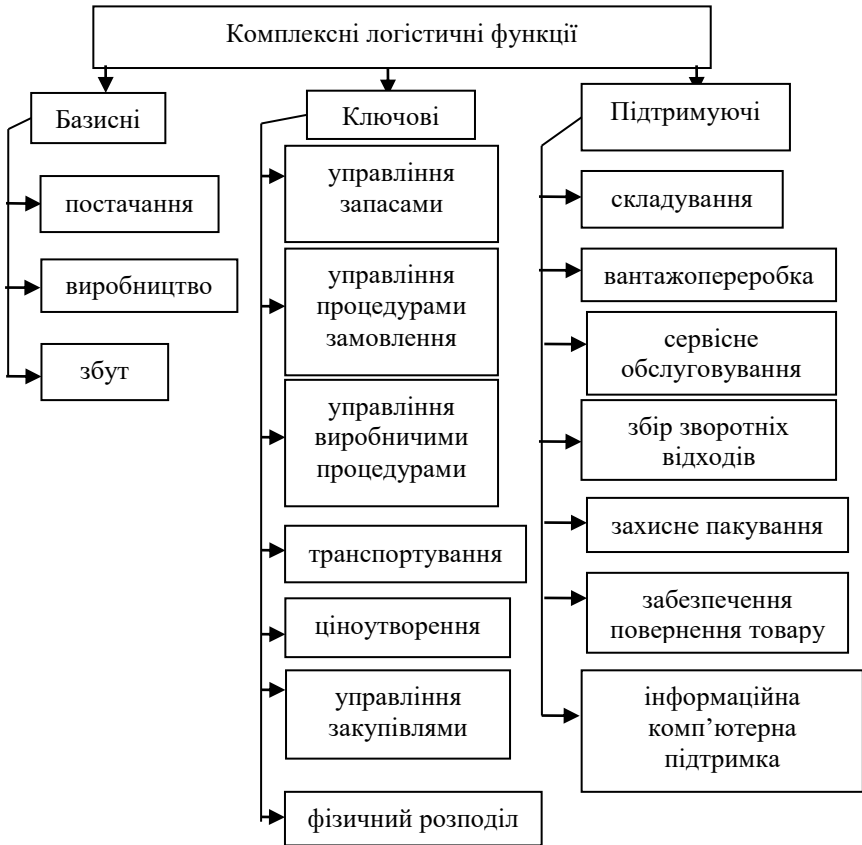 Комплексні логістичні функції
Базисні
постачання
виробництво
збут
Ключові
управління
запасами
управління
процедурами
замовлення
управління
виробничими
процедурами
транспортування
ціноутворення
управління
закупівлями
фізичний розподіл
Підтримуючі
складування
вантажопереробка
сервісне
обслуговування
збір зворотніх
відходів
захисне пакування
забезпечення
повернення товару
інформаційна
комп’ютерна
підтримка